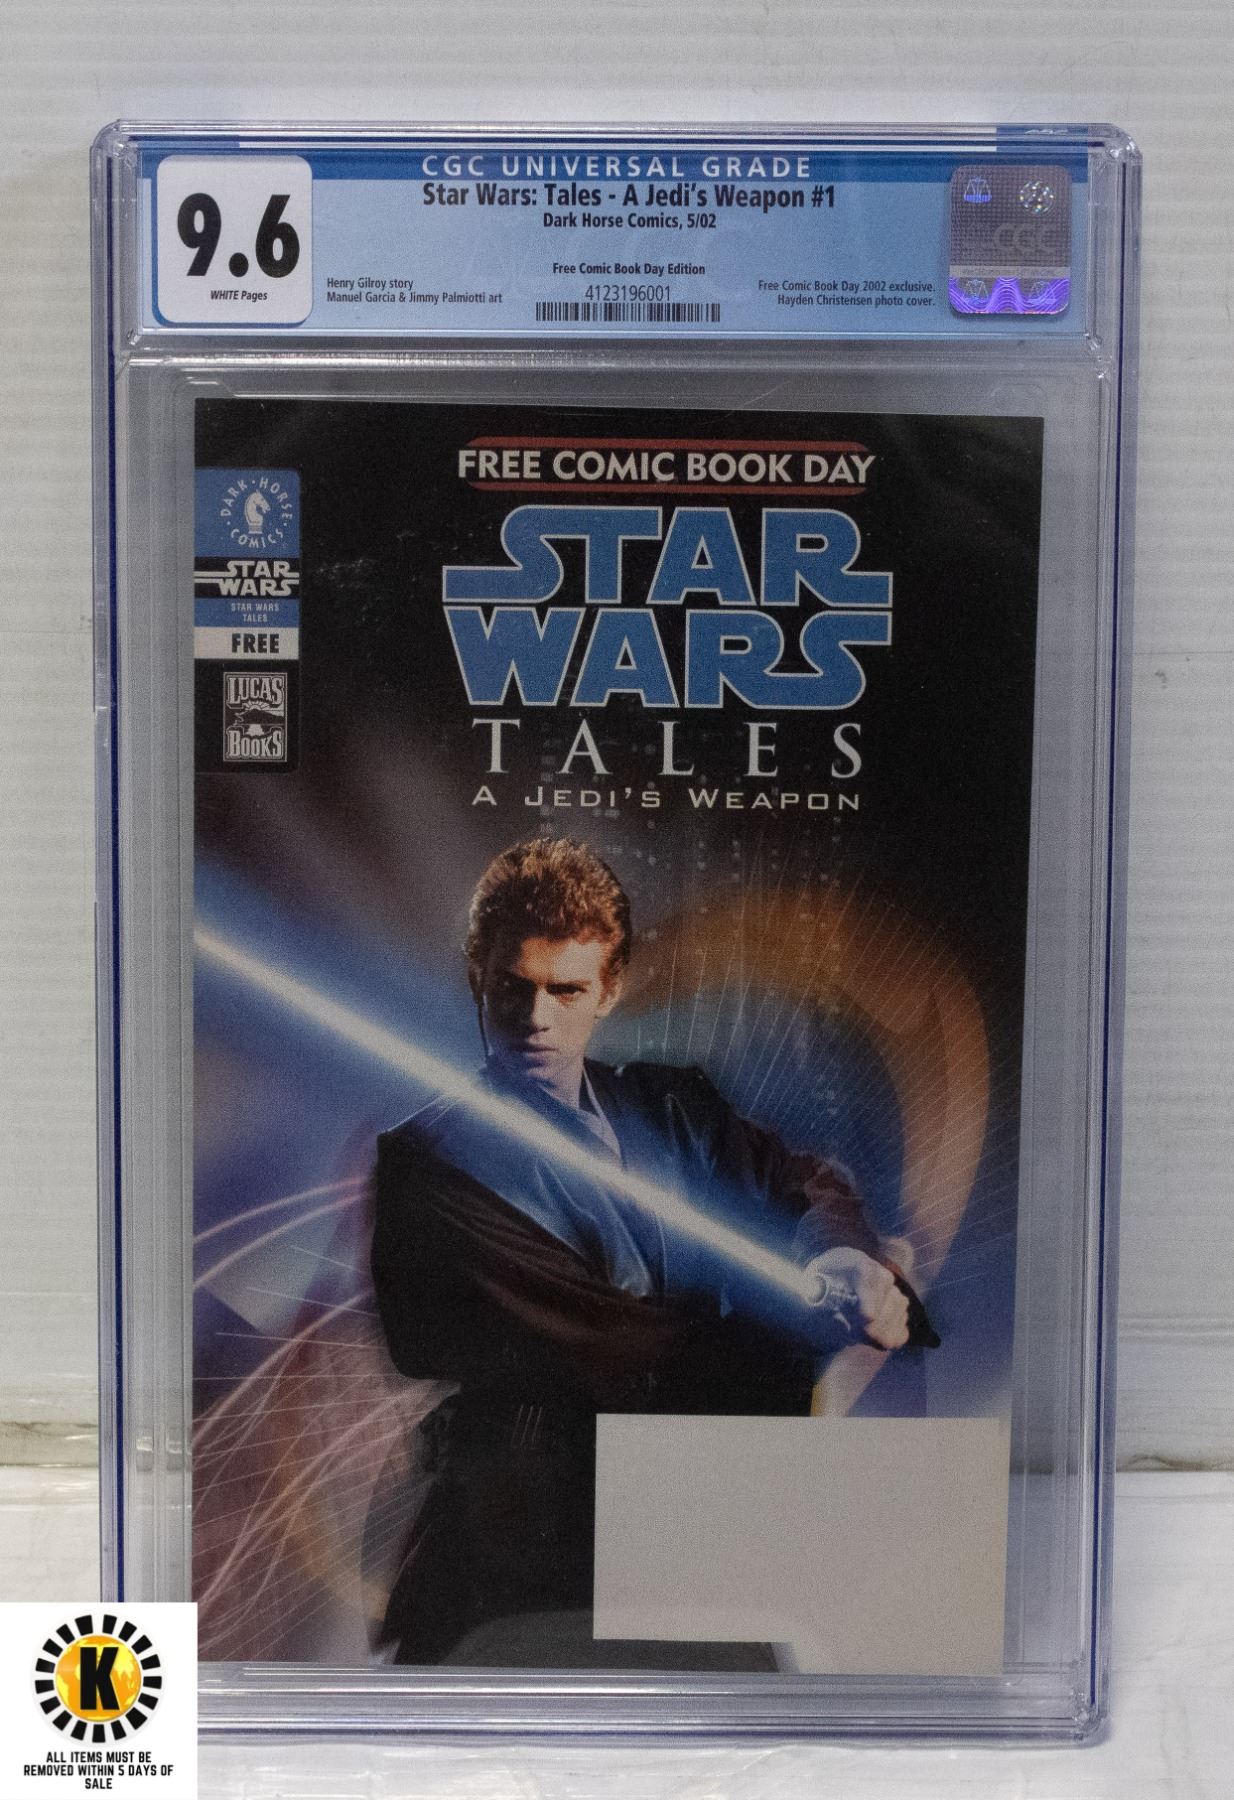 CGC UNIVERSAL GRADE
9.6
WHITE Pages
Star Wars: Tales - A Jedi's Weapon #1
Dark Horse Comics, 5/02
Free Comic Book Day Edition
Henry Gilroy story
Manuel Garcia & Jimmy Palmiotti art
4123196001
Free Comic Book Day 2002 exclusive.
Hayden Christensen photo cover.
CGC
FREE COMIC BOOK DAY
STAR
WARS
TALES
A JEDI'S WEAPON
DARK · HORSE
COMICS
STAR
WARS
STAR WARS
TALES
FREE
LUCAS
BOOKS
K
ALL ITEMS MUST BE
REMOVED WITHIN 5 DAYS OF
SALE